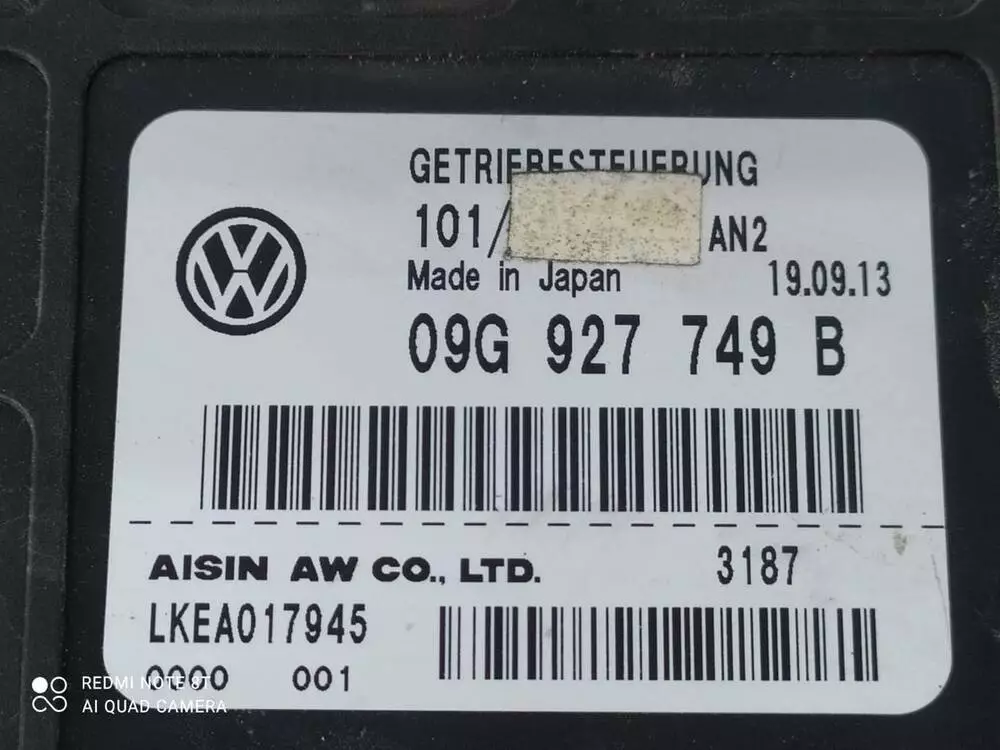 GETRIEBESTEUERUNG
101/ AN2
Made in Japan 19.09.13
09G 927 749 B
AISIN AW CO., LTD. 3187
LKEA017945
0000 001
REDMI NOTE 8T
AI QUAD CAMERA